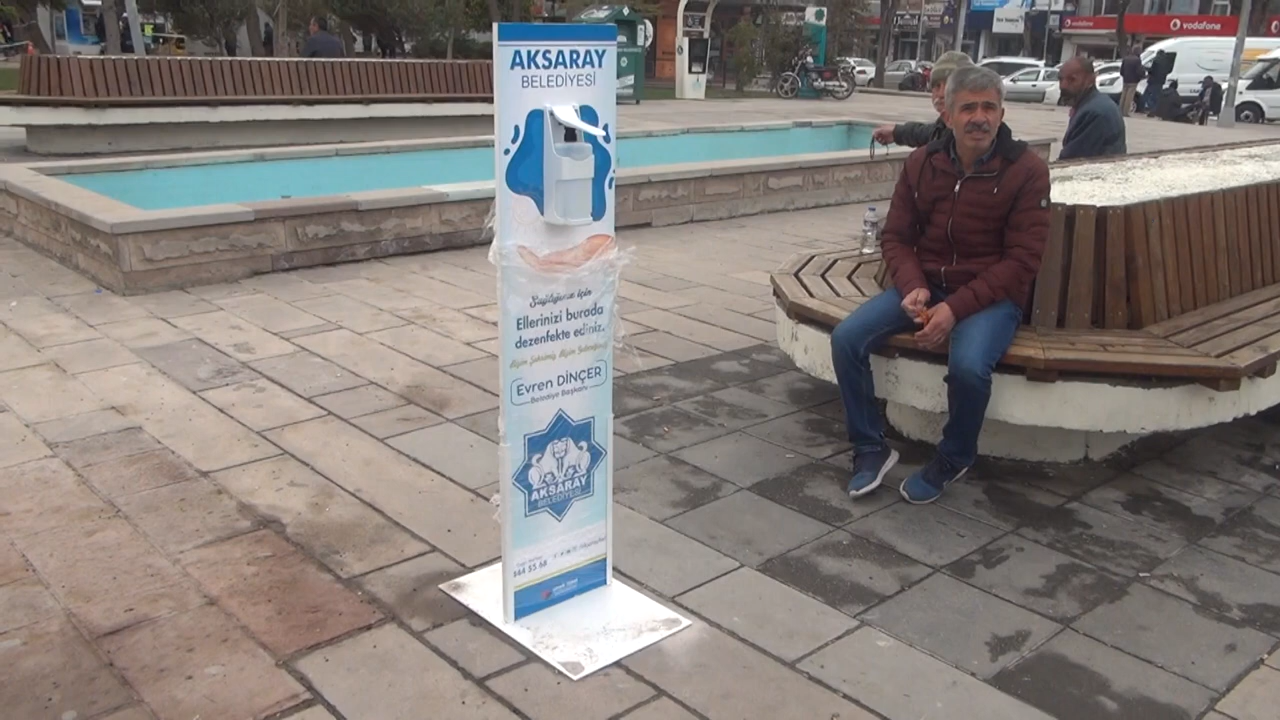 AKSARAY
BELEDİYESİ
Sağlığınız için
Ellerinizi burada
dezenfekte ediniz.
Evren DİNÇER
Belediye Başkanı
AKSARAY
BELEDİYESİ
444 55 68
vodafone